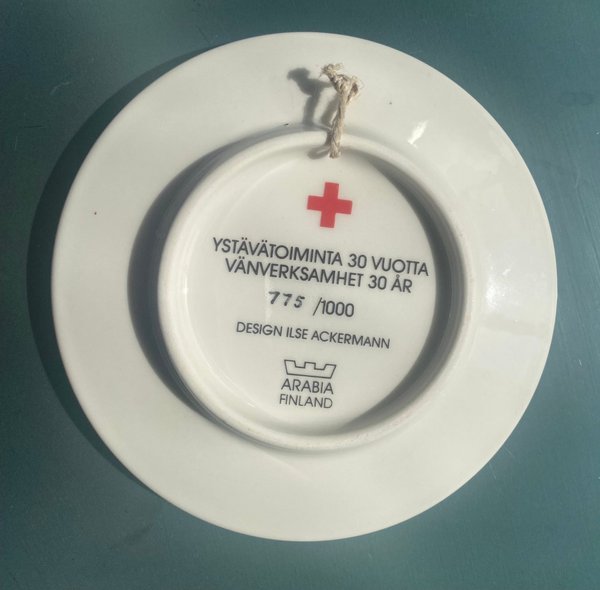 YSTÄVÄTOIMINTA 30 VUOTTA
VÄNVERKSAMHET 30 ÅR
775 /1000
DESIGN ILSE ACKERMANN
ARABIA
FINLAND